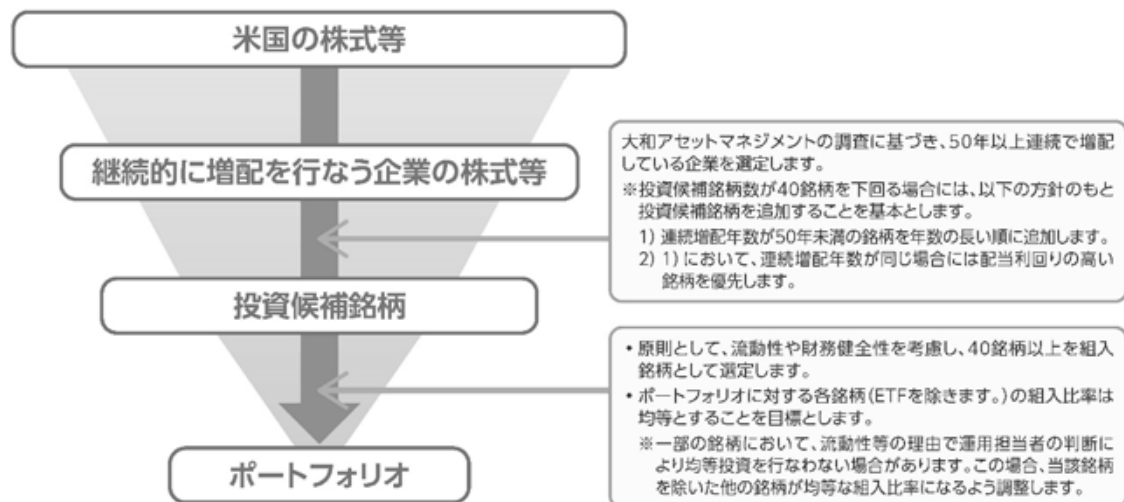 米国の株式等
継続的に増配を行なう企業の株式等
大和アセットマネジメントの調査に基づき、50年以上連続で増配
している企業を選定します。
※投資候補銘柄数が40銘柄を下回る場合には、以下の方針のもと
投資候補銘柄を追加することを基本とします。
1) 連続増配年数が50年未満の銘柄を年数の長い順に追加します。
2) 1) において、連続増配年数が同じ場合には配当利回りの高い
銘柄を優先します。
投資候補銘柄
• 原則として、流動性や財務健全性を考慮し、40銘柄以上を組入
銘柄として選定します。
• ポートフォリオに対する各銘柄(ETFを除きます。)の組入比率は
均等とすることを目標とします。
※一部の銘柄において、流動性等の理由で運用担当者の判断に
より均等投資を行なわない場合があります。この場合、当該銘柄
を除いた他の銘柄が均等な組入比率になるよう調整します。
ポートフォリオ